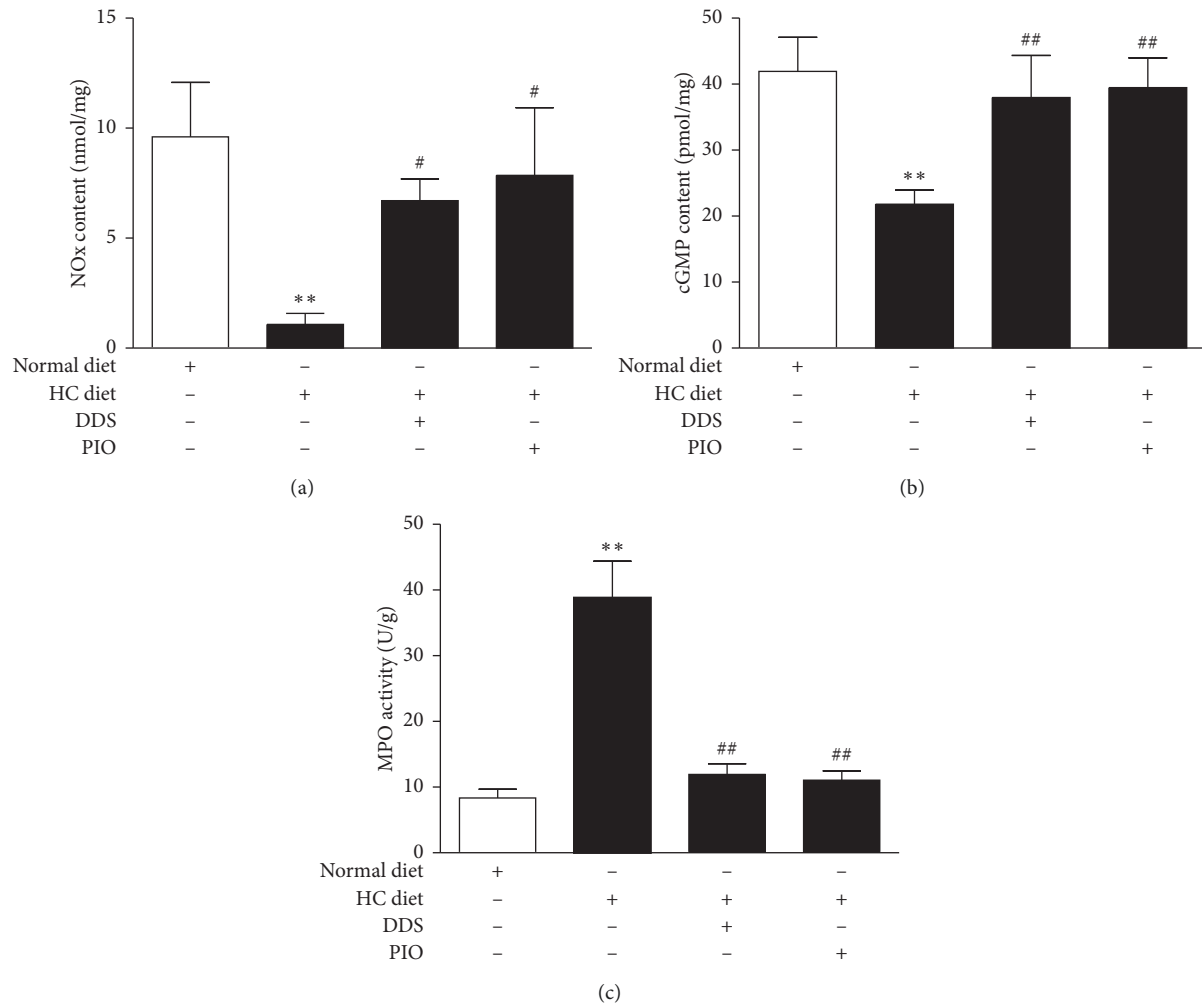 15
10
5
0
NOx content (nmol/mg)
**
#
#
Normal diet + – – –
HC diet – + + +
DDS – – + –
PIO – – – +
(a)
50
40
30
20
10
0
cGMP content (pmol/mg)
**
##
##
Normal diet + – – –
HC diet – + + +
DDS – – + –
PIO – – – +
(b)
50
40
30
20
10
0
MPO activity (U/g)
**
##
##
Normal diet + – – –
HC diet – + + +
DDS – – + –
PIO – – – +
(c)